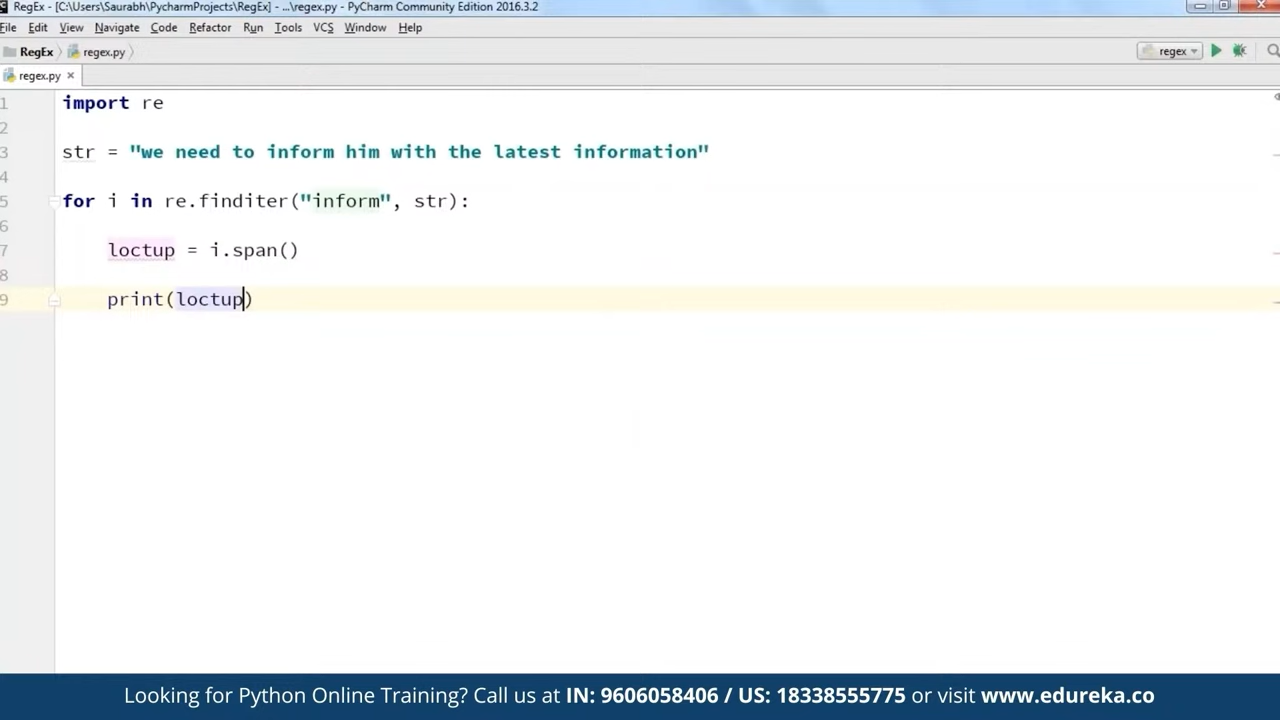 RegEx - [C:\Users\Saurabh\PycharmProjects\RegEx] - ...\regex.py - PyCharm Community Edition 2016.3.2
File Edit View Navigate Code Refactor Run Tools VCS Window Help
RegEx regex.py regex
regex.py
1 import re
2
3 str = "we need to inform him with the latest information"
4
5 for i in re.finditer("inform", str):
6
7 loctup = i.span()
8
9 print(loctup)
Looking for Python Online Training? Call us at IN: 9606058406 / US: 18338555775 or visit www.edureka.co